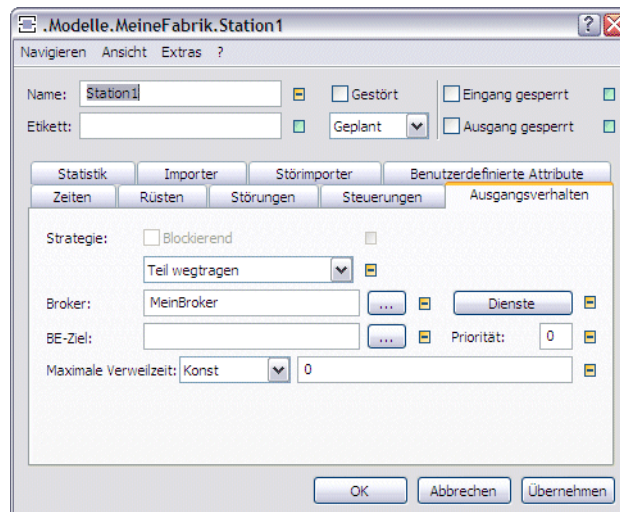 .Modelle.MeineFabrik.Station1
Navigieren Ansicht Extras ?
Name: Station1 Gestört Eingang gesperrt
Etikett: Geplant Ausgang gesperrt
Statistik Importer Störimporter Benutzerdefinierte Attribute
Zeiten Rüsten Störungen Steuerungen Ausgangsverhalten
Strategie: Blockierend
Teil wegtragen
Broker: MeinBroker ... Dienste
BE-Ziel: ... Priorität: 0
Maximale Verweilzeit: Konst 0
OK Abbrechen Übernehmen